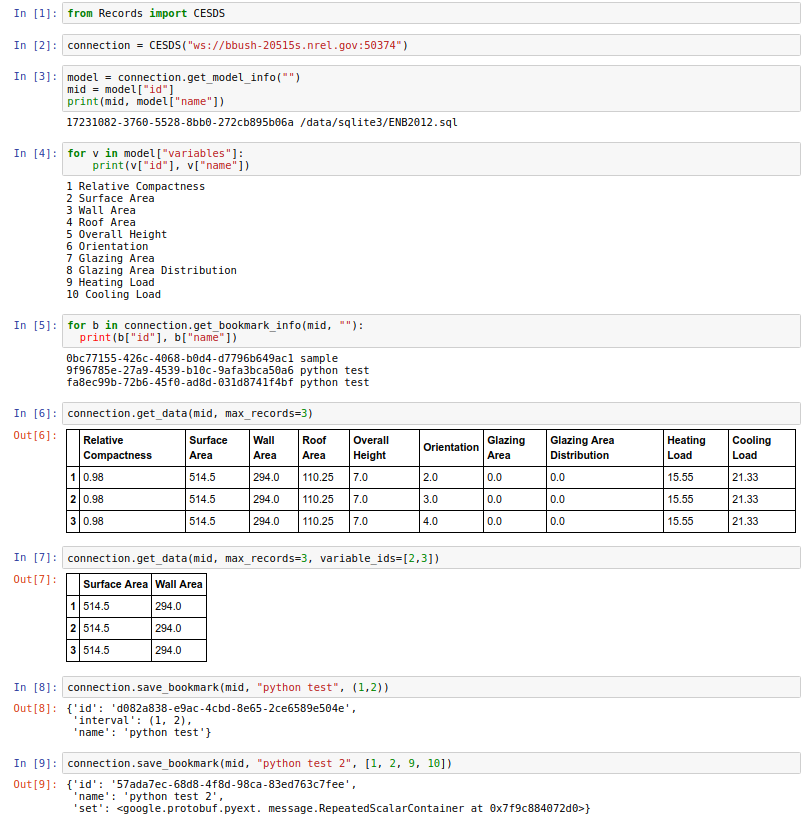 In [1]: from Records import CESDS
In [2]: connection = CESDS("ws://bbush-20515s.nrel.gov:50374")
In [3]: model = connection.get_model_info("")
mid = model["id"]
print(mid, model["name"])
17231082-3760-5528-8bb0-272cb895b06a /data/sqlite3/ENB2012.sql
In [4]: for v in model["variables"]:
    print(v["id"], v["name"])
1 Relative Compactness
2 Surface Area
3 Wall Area
4 Roof Area
5 Overall Height
6 Orientation
7 Glazing Area
8 Glazing Area Distribution
9 Heating Load
10 Cooling Load
In [5]: for b in connection.get_bookmark_info(mid, ""):
  print(b["id"], b["name"])
0bc77155-426c-4068-b0d4-d7796b649ac1 sample
9f96785e-27a9-4539-b10c-9afa3bca50a6 python test
fa8ec99b-72b6-45f0-ad8d-031d8741f4bf python test
In [6]: connection.get_data(mid, max_records=3)
Out[6]: Relative Compactness Surface Area Wall Area Roof Area Overall Height Orientation Glazing Area Glazing Area Distribution Heating Load Cooling Load
1 0.98 514.5 294.0 110.25 7.0 2.0 0.0 0.0 15.55 21.33
2 0.98 514.5 294.0 110.25 7.0 3.0 0.0 0.0 15.55 21.33
3 0.98 514.5 294.0 110.25 7.0 4.0 0.0 0.0 15.55 21.33
In [7]: connection.get_data(mid, max_records=3, variable_ids=[2,3])
Out[7]: Surface Area Wall Area
1 514.5 294.0
2 514.5 294.0
3 514.5 294.0
In [8]: connection.save_bookmark(mid, "python test", (1,2))
Out[8]: {'id': 'd082a838-e9ac-4cbd-8e65-2ce6589e504e',
 'interval': (1, 2),
 'name': 'python test'}
In [9]: connection.save_bookmark(mid, "python test 2", [1, 2, 9, 10])
Out[9]: {'id': '57ada7ec-68d8-4f8d-98ca-83ed763c7fee',
 'name': 'python test 2',
 'set': <google.protobuf.pyext._message.RepeatedScalarContainer at 0x7f9c884072d0>}